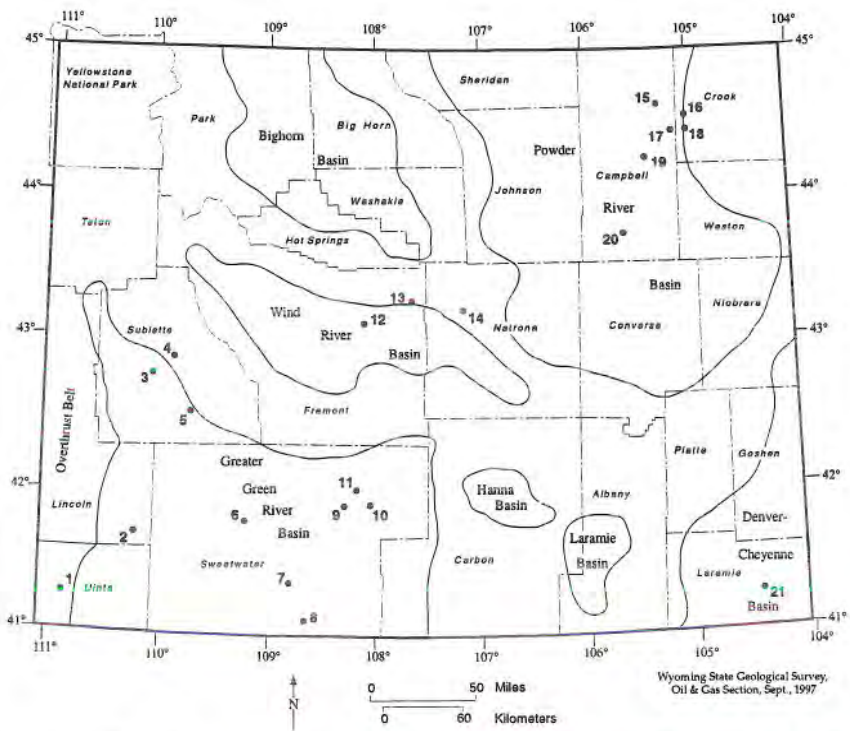 111°
110°
109°
108°
107°
106°
105°
104°
45°
45°
Yellowstone
National Park
Park
Bighorn
Basin
Big Horn
Sheridan
Crook
15
16
17
18
19
Powder
Campbell
44°
44°
Washakie
Johnson
River
20
Weston
Teton
Hot Springs
Wind
13
12
14
River
Basin
Natrona
Basin
Converse
Niobrara
43°
43°
Sublette
4
3
5
Fremont
Overthrust Belt
Platte
Goshen
Greater
Green
River
Basin
11
9
10
6
42°
42°
Hanna
Basin
Albany
Lincoln
2
Denver-
Cheyenne
Basin
Laramie
Basin
Sweetwater
Carbon
Laramie
1
Uinta
7
8
21
41°
41°
111°
110°
109°
108°
107°
106°
105°
104°
N
0 50 Miles
0 60 Kilometers
Wyoming State Geological Survey,
Oil & Gas Section, Sept., 1997